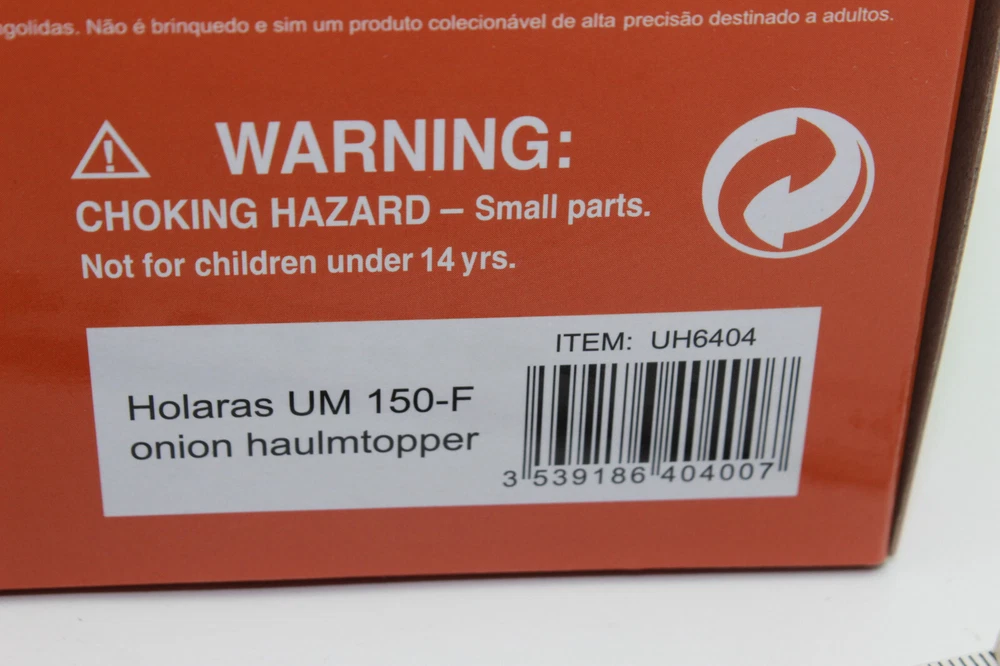 Não é brinquedo e sim um produto colecionável de alta precisão destinado a adultos.
WARNING:
CHOKING HAZARD – Small parts.
Not for children under 14 yrs.
ITEM: UH6404
Holaras UM 150-F
onion haulmtopper
3 539186 404007